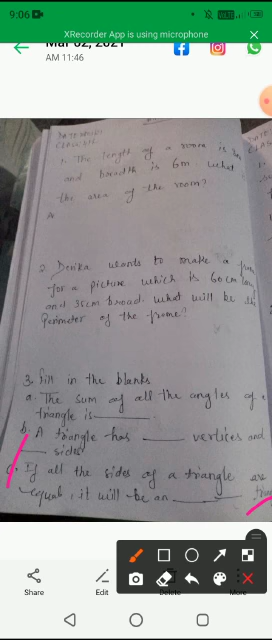 9:06
XRecorder App is using microphone
Mar 02, 2021
AM 11:46
1. The length of a room is
and breadth is 6m. What
the area of the room?
2. Denika wants to make a
for a picture which is 60 cm long
and 35cm broad. what will be the
Perimeter of the frome?
3. fill in the blanks
a. The sum of all the angles of a
triangle is
b. A triangle has vertices and
sides
c. If all the sides of a triangle are
equal, it will be an
Share
Edit
Delete
More